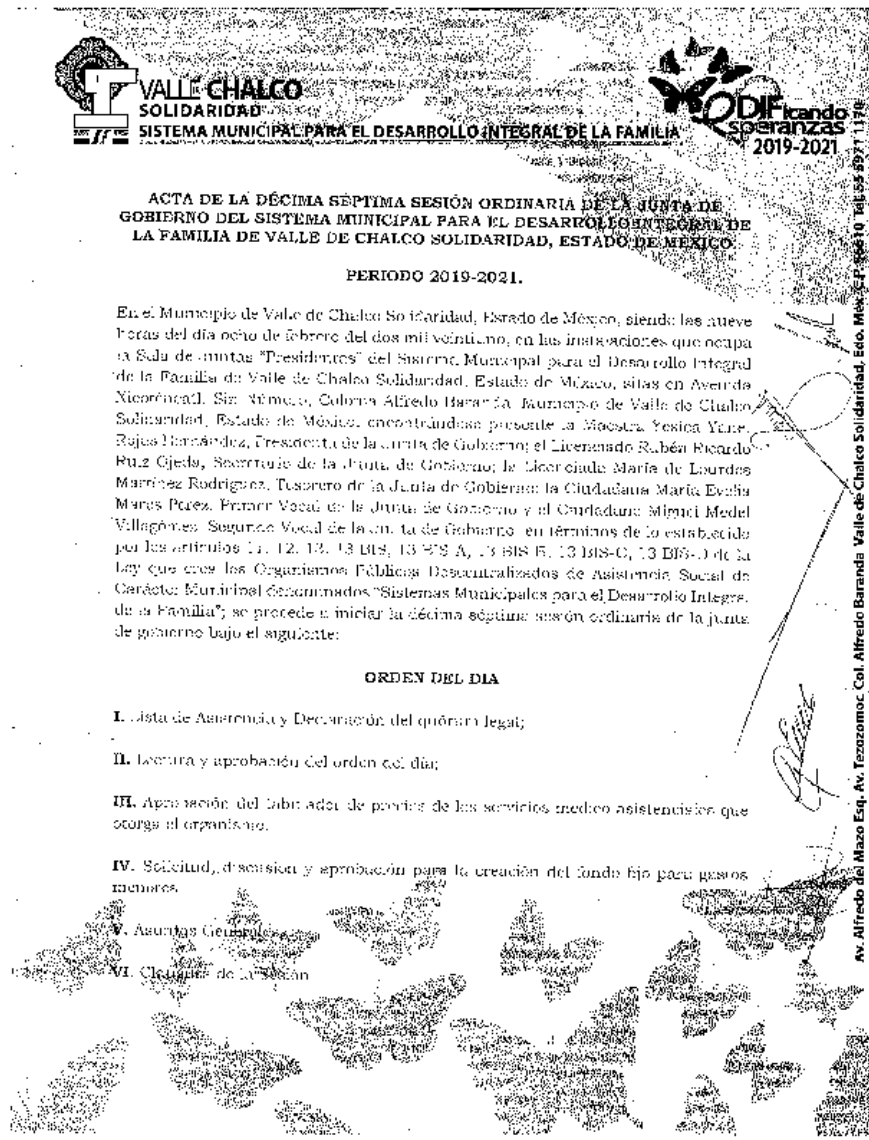 VALLE CHALCO
SOLIDARIDAD
SISTEMA MUNICIPAL PARA EL DESARROLLO INTEGRAL DE LA FAMILIA
DIFicando
speranzas
2019-2021
ACTA DE LA DÉCIMA SÉPTIMA SESIÓN ORDINARIA DE LA JUNTA DE
GOBIERNO DEL SISTEMA MUNICIPAL PARA EL DESARROLLO INTEGRAL DE
LA FAMILIA DE VALLE DE CHALCO SOLIDARIDAD, ESTADO DE MÉXICO
PERIODO 2019-2021.
En el Municipio de Valle de Chalco Solidaridad, Estado de México, siendo las nueve
horas del día ocho de febrero del dos mil veintiuno, en las instalaciones que ocupa
la Sala de Juntas "Presidentes" del Sistema Municipal para el Desarrollo Integral
de la Familia de Valle de Chalco Solidaridad, Estado de México, sitas en Avenida
Xicoténcatl, Sin Número, Colonia Alfredo Baranda, Municipio de Valle de Chalco
Solidaridad, Estado de México, encontrándose presente la Maestra Yesica Yanet
Rojas Hernández, Presidenta de la Junta de Gobierno; el Licenciado Rubén Ricardo
Ruiz Ojeda, Secretario de la Junta de Gobierno; la Licenciada María de Lourdes
Martínez Rodríguez, Tesorero de la Junta de Gobierno; la Ciudadana María Evelia
Mares Pérez, Primer Vocal de la Junta de Gobierno y el Ciudadano Miguel Medel
Villagómez, Segundo Vocal de la Junta de Gobierno, en términos de lo establecido
por los artículos 11, 12, 13, 13 BIS, 13 BIS-A, 13 BIS-B, 13 BIS-C, 13 BIS-D de la
Ley que crea los Organismos Públicos Descentralizados de Asistencia Social de
Carácter Municipal denominados "Sistemas Municipales para el Desarrollo Integral
de la Familia"; se procede a iniciar la décima séptima sesión ordinaria de la junta
de gobierno bajo el siguiente:
ORDEN DEL DIA
I. Lista de Asistencia y Declaración del quórum legal;
II. Lectura y aprobación del orden del día;
III. Aprobación del tabulador de precios de los servicios medico asistenciales que
otorga el organismo.
IV. Solicitud, discusión y aprobación para la creación del fondo fijo para gastos
menores
V. Asuntos Generales
VI. Clausura de la Sesión
Av. Alfredo del Mazo Esq. Av. Tezozomoc, Col. Alfredo Baranda Valle de Chalco Solidaridad, Edo. Méx. C.P. 56610 Tel: 55 5971 1178